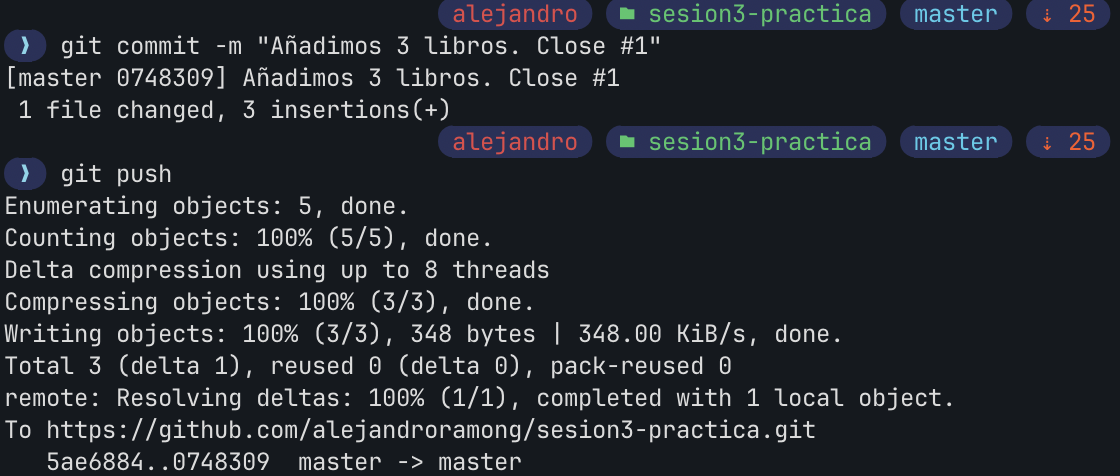 alejandro sesion3-practica master ⇣ 25
❯ git commit -m "Añadimos 3 libros. Close #1"
[master 0748309] Añadimos 3 libros. Close #1
 1 file changed, 3 insertions(+)
alejandro sesion3-practica master ⇣ 25
❯ git push
Enumerating objects: 5, done.
Counting objects: 100% (5/5), done.
Delta compression using up to 8 threads
Compressing objects: 100% (3/3), done.
Writing objects: 100% (3/3), 348 bytes | 348.00 KiB/s, done.
Total 3 (delta 1), reused 0 (delta 0), pack-reused 0
remote: Resolving deltas: 100% (1/1), completed with 1 local object.
To https://github.com/alejandroramong/sesion3-practica.git
   5ae6884..0748309  master -> master